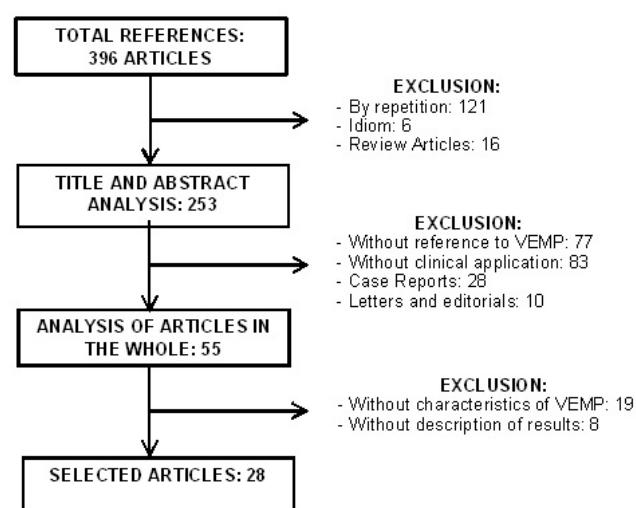 TOTAL REFERENCES:
396 ARTICLES
EXCLUSION:
- By repetition: 121
- Idiom: 6
- Review Articles: 16
TITLE AND ABSTRACT
ANALYSIS: 253
EXCLUSION:
- Without reference to VEMP: 77
- Without clinical application: 83
- Case Reports: 28
- Letters and editorials: 10
ANALYSIS OF ARTICLES IN
THE WHOLE: 55
EXCLUSION:
- Without characteristics of VEMP: 19
- Without description of results: 8
SELECTED ARTICLES: 28